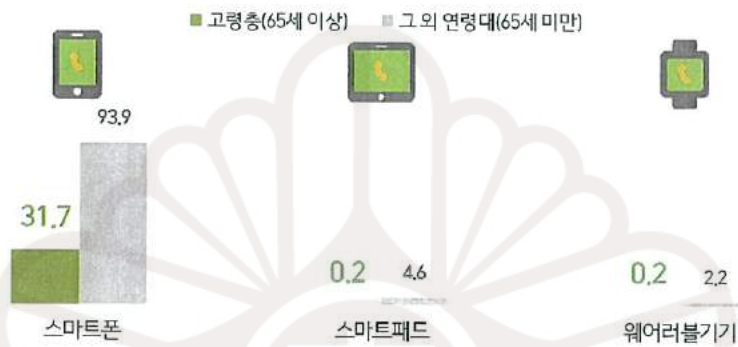 고령층(65세 이상) 그 외 연령대(65세 미만)
93.9
31.7
0.2 4.6
0.2 2.2
스마트폰 스마트패드 웨어러블기기